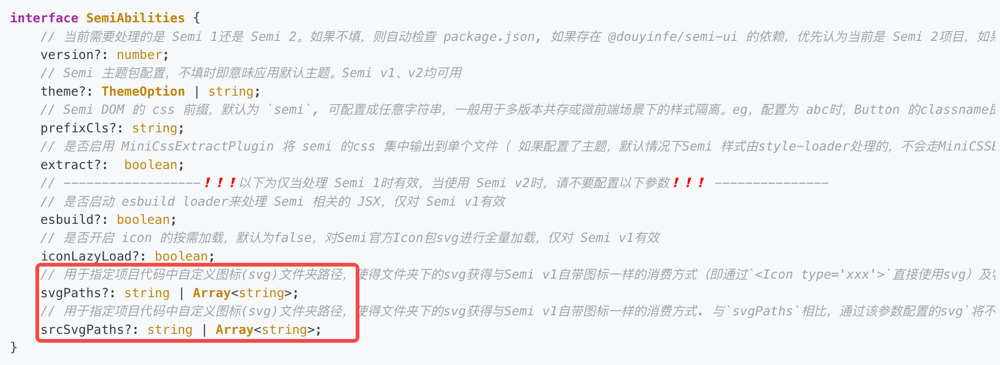 interface SemiAbilities {
// 当前需要处理的是 Semi 1还是 Semi 2。如果不填，则自动检查 package.json, 如果存在 @douyinfe/semi-ui 的依赖，优先认为当前是 Semi 2项目，如
version?: number;
// Semi 主题包配置，不填时即意味应用默认主题。Semi v1、v2均可用
theme?: ThemeOption | string;
// Semi DOM 的 css 前缀，默认为 `semi`, 可配置成任意字符串，一般用于多版本共存或微前端场景下的样式隔离。eg，配置为 abc时，Button 的classname
prefixCls?: string;
// 是否启用 MiniCssExtractPlugin 将 semi 的css 集中输出到单个文件（ 如果配置了主题，默认情况下Semi 样式由style-loader处理的，不会走MiniCSS
extract?:  boolean;
// ------------------❗❗❗以下为仅当处理 Semi 1时有效，当使用 Semi v2时，请不要配置以下参数❗❗❗ ---------------
// 是否启动 esbuild loader来处理 Semi 相关的 JSX，仅对 Semi v1有效
esbuild?: boolean;
// 是否开启 icon 的按需加载，默认为false，对Semi官方Icon包svg进行全量加载，仅对 Semi v1有效
iconLazyLoad?: boolean;
// 用于指定项目代码中自定义图标(svg)文件夹路径，使得文件夹下的svg获得与Semi v1自带图标一样的消费方式（即通过`<Icon type='xxx'>`直接使用svg）及
svgPaths?: string | Array<string>;
// 用于指定项目代码中自定义图标(svg)文件夹路径，使得文件夹下的svg获得与Semi v1自带图标一样的消费方式. 与`svgPaths`相比，通过该参数配置的svg`将不
srcSvgPaths?: string | Array<string>;
}